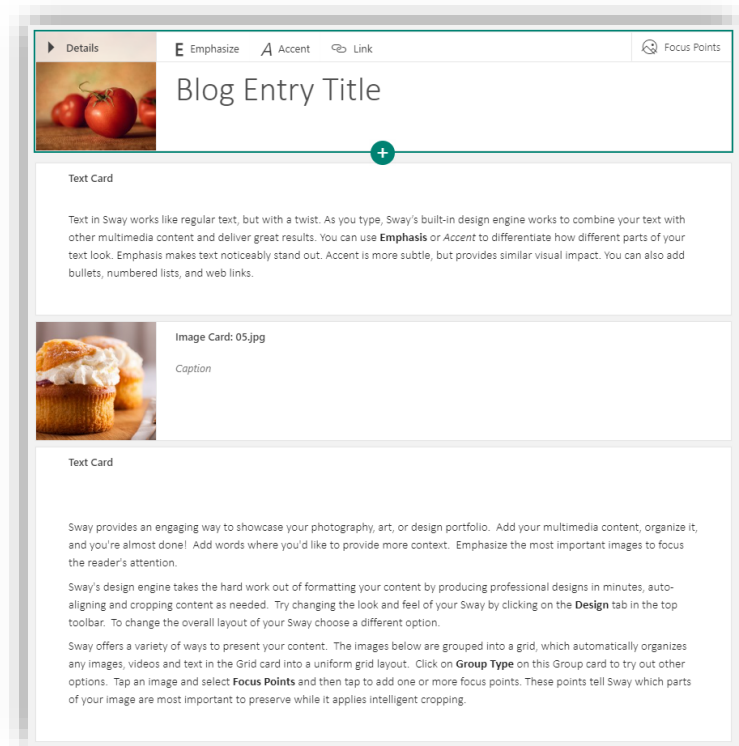 Details
E Emphasize A Accent Link Focus Points
Blog Entry Title
Text Card
Text in Sway works like regular text, but with a twist. As you type, Sway's built-in design engine works to combine your text with
other multimedia content and deliver great results. You can use Emphasis or Accent to differentiate how different parts of your
text look. Emphasis makes text noticeably stand out. Accent is more subtle, but provides similar visual impact. You can also add
bullets, numbered lists, and web links.
Image Card: 05.jpg
Caption
Text Card
Sway provides an engaging way to showcase your photography, art, or design portfolio. Add your multimedia content, organize it,
and you're almost done! Add words where you'd like to provide more context. Emphasize the most important images to focus
the reader's attention.
Sway's design engine takes the hard work out of formatting your content by producing professional designs in minutes, auto-
aligning and cropping content as needed. Try changing the look and feel of your Sway by clicking on the Design tab in the top
toolbar. To change the overall layout of your Sway choose a different option.
Sway offers a variety of ways to present your content. The images below are grouped into a grid, which automatically organizes
any images, videos and text in the Grid card into a uniform grid layout. Click on Group Type on this Group card to try out other
options. Tap an image and select Focus Points and then tap to add one or more focus points. These points tell Sway which parts
of your image are most important to preserve while it applies intelligent cropping.